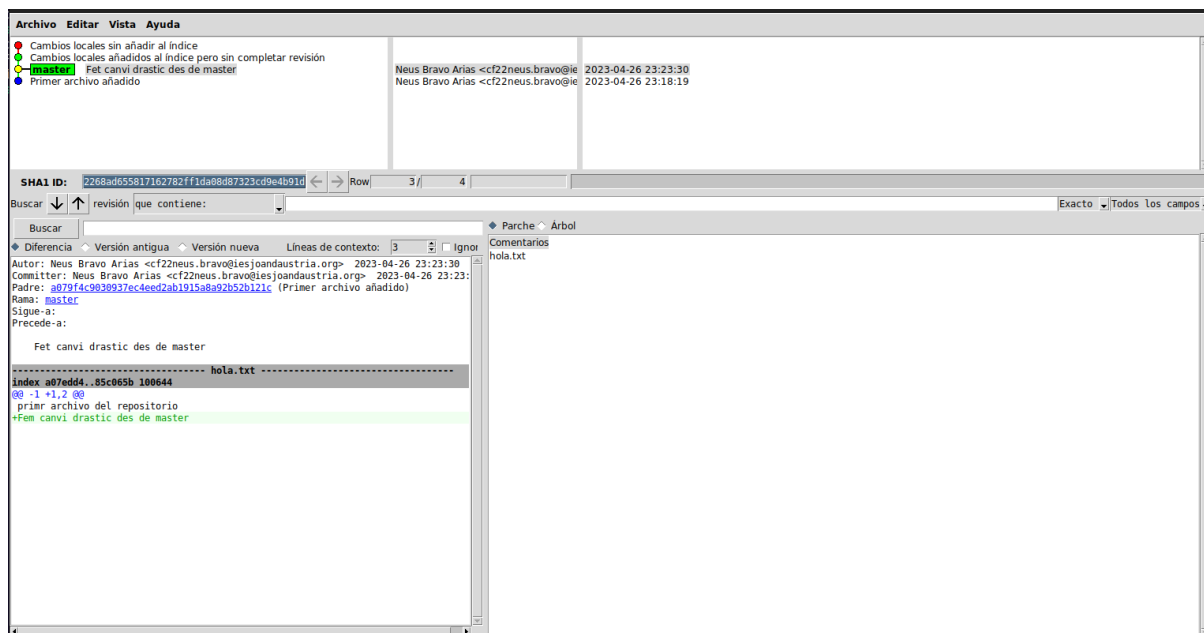 Archivo Editar Vista Ayuda
Cambios locales sin añadir al índice
Cambios locales añadidos al índice pero sin completar revisión
master Fet canvi drastic des de master Neus Bravo Arias <cf22neus.bravo@ie 2023-04-26 23:23:30
Primer archivo añadido Neus Bravo Arias <cf22neus.bravo@ie 2023-04-26 23:18:19
SHA1 ID: 2268ad655817162782ff1da08d87323cd9e4b91d Row 3/ 4
Buscar revisión que contiene: Exacto Todos los campos
Buscar Parche Árbol
Diferencia Versión antigua Versión nueva Líneas de contexto: 3 Ignor Comentarios
hola.txt
Autor: Neus Bravo Arias <cf22neus.bravo@iesjoandaustria.org> 2023-04-26 23:23:30
Committer: Neus Bravo Arias <cf22neus.bravo@iesjoandaustria.org> 2023-04-26 23:23:
Padre: a079f4c9030937ec4eed2ab1915a8a92b52b121c (Primer archivo añadido)
Rama: master
Sigue-a:
Precede-a:
Fet canvi drastic des de master
---------------------------------- hola.txt ----------------------------------
index a07edd4..85c065b 100644
@@ -1 +1,2 @@
primr archivo del repositorio
+Fem canvi drastic des de master